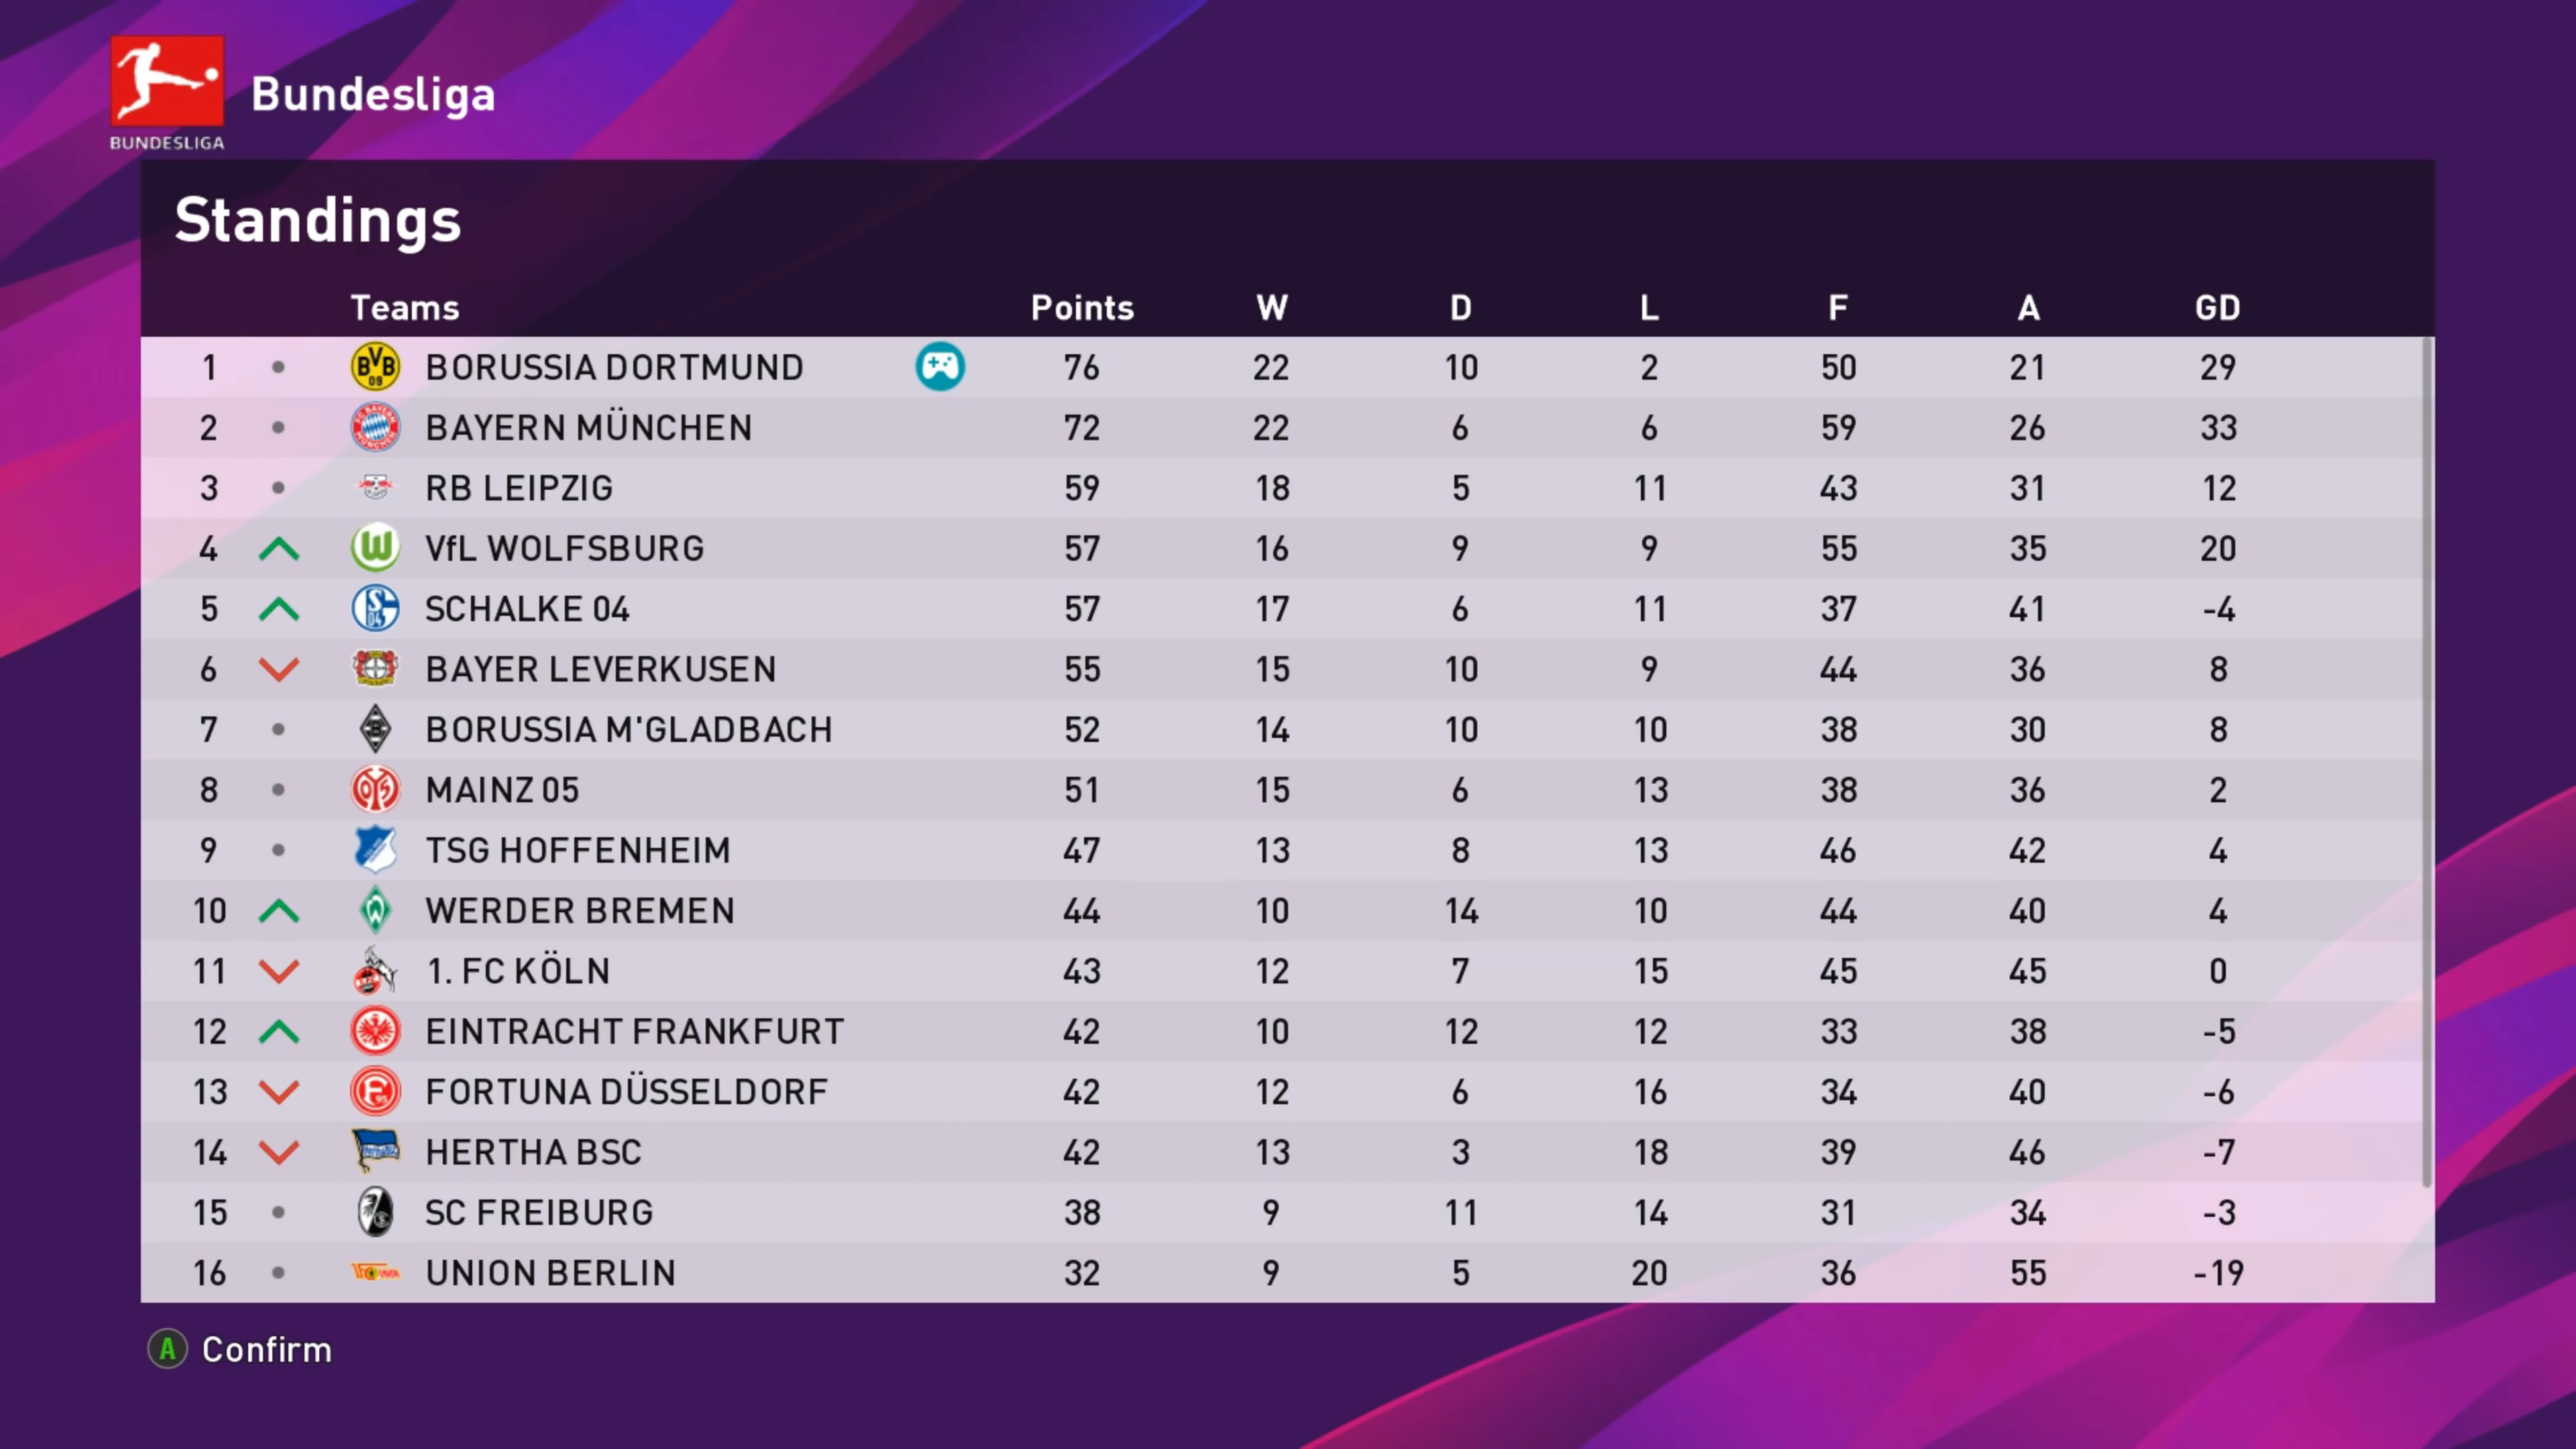 BUNDESLIGA
Bundesliga
Standings
Teams Points W D L F A GD
1 BVB 09 BORUSSIA DORTMUND 76 22 10 2 50 21 29
2 BAYERN MÜNCHEN 72 22 6 6 59 26 33
3 RB LEIPZIG 59 18 5 11 43 31 12
4 W VfL WOLFSBURG 57 16 9 9 55 35 20
5 S 04 SCHALKE 04 57 17 6 11 37 41 -4
6 BAYER LEVERKUSEN 55 15 10 9 44 36 8
7 BORUSSIA M'GLADBACH 52 14 10 10 38 30 8
8 MAINZ 05 51 15 6 13 38 36 2
9 TSG HOFFENHEIM 47 13 8 13 46 42 4
10 W WERDER BREMEN 44 10 14 10 44 40 4
11 1. FC KÖLN 43 12 7 15 45 45 0
12 EINTRACHT FRANKFURT 42 10 12 12 33 38 -5
13 F 95 FORTUNA DÜSSELDORF 42 12 6 16 34 40 -6
14 HERTHA BSC 42 13 3 18 39 46 -7
15 SC FREIBURG 38 9 11 14 31 34 -3
16 UNION BERLIN 32 9 5 20 36 55 -19
A Confirm